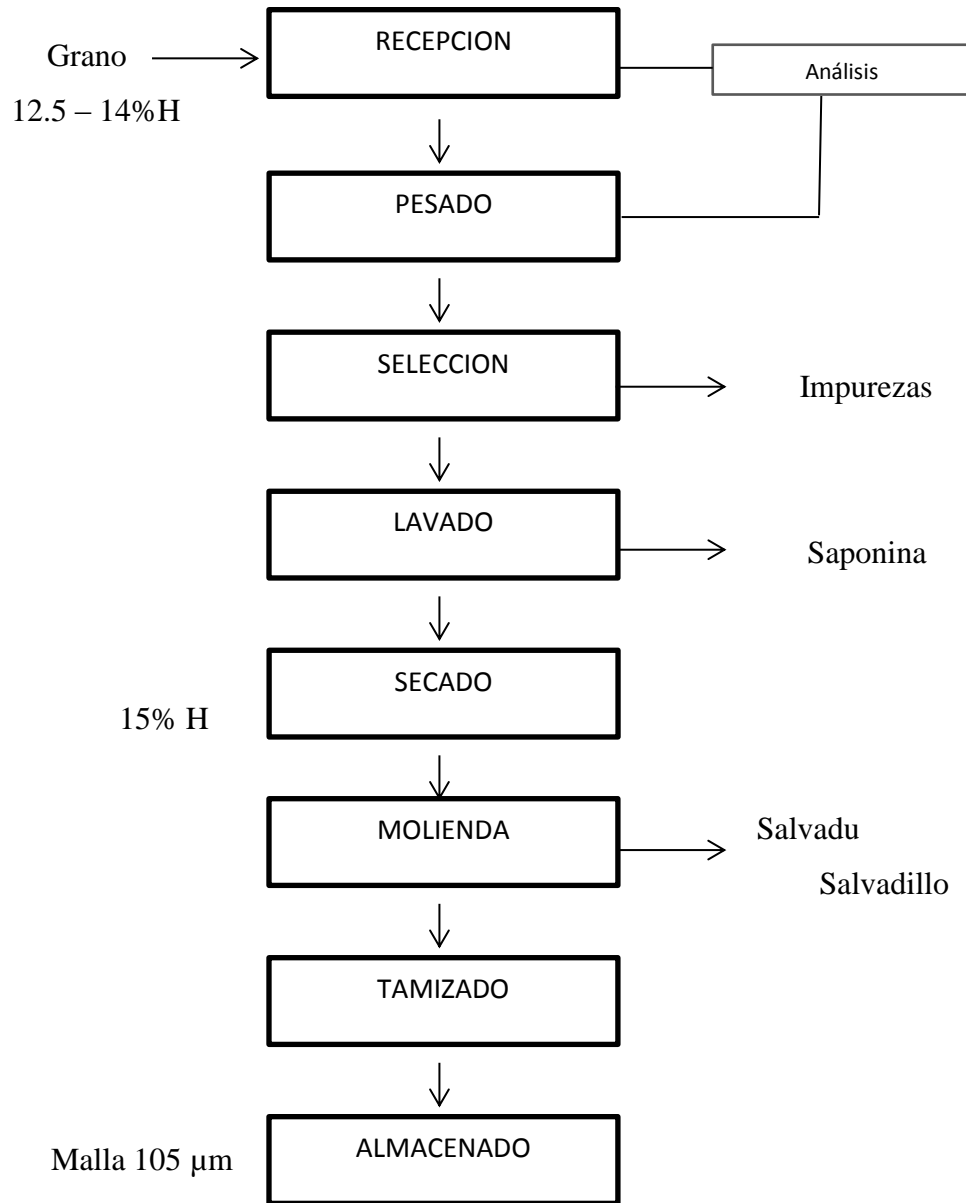 RECEPCION
Grano
Análisis
12.5 – 14%H
PESADO
SELECCION
Impurezas
LAVADO
Saponina
SECADO
15% H
MOLIENDA
Salvadu
Salvadillo
TAMIZADO
ALMACENADO
Malla 105 µm